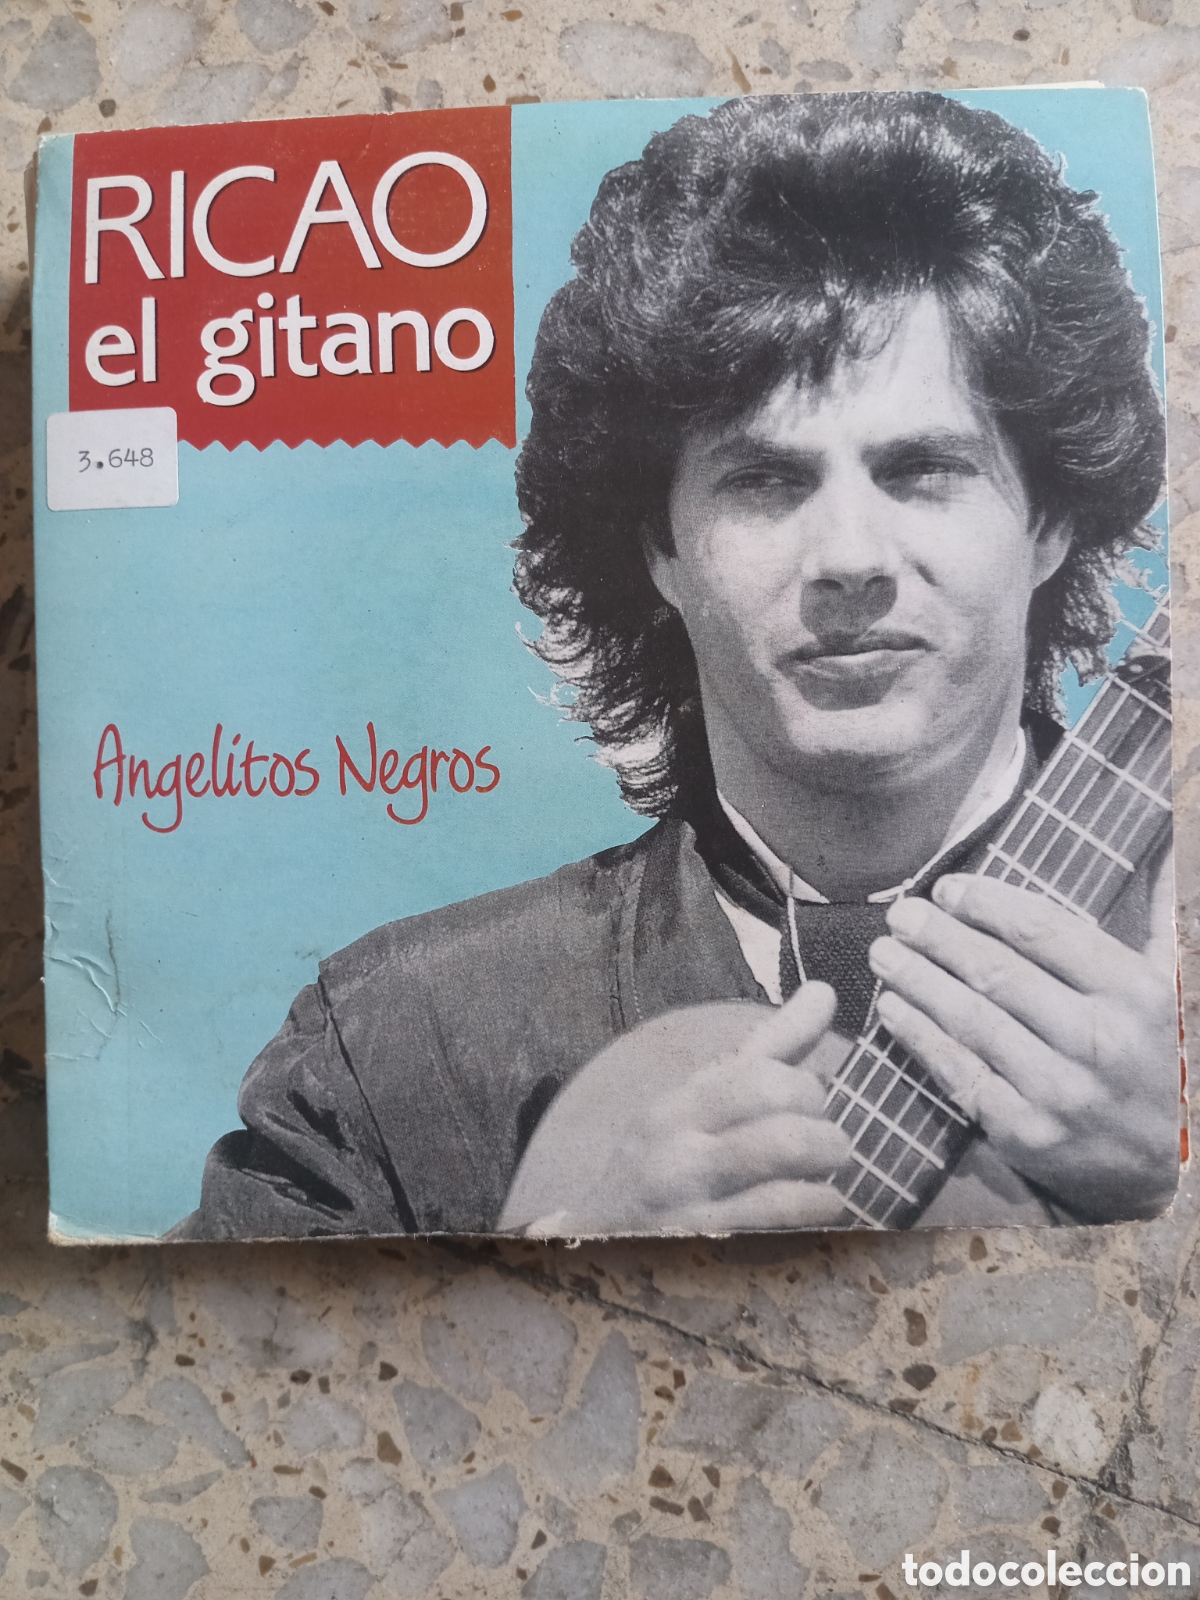 RICAO
el gitano
3.648
Angelitos Negros
todocoleccion